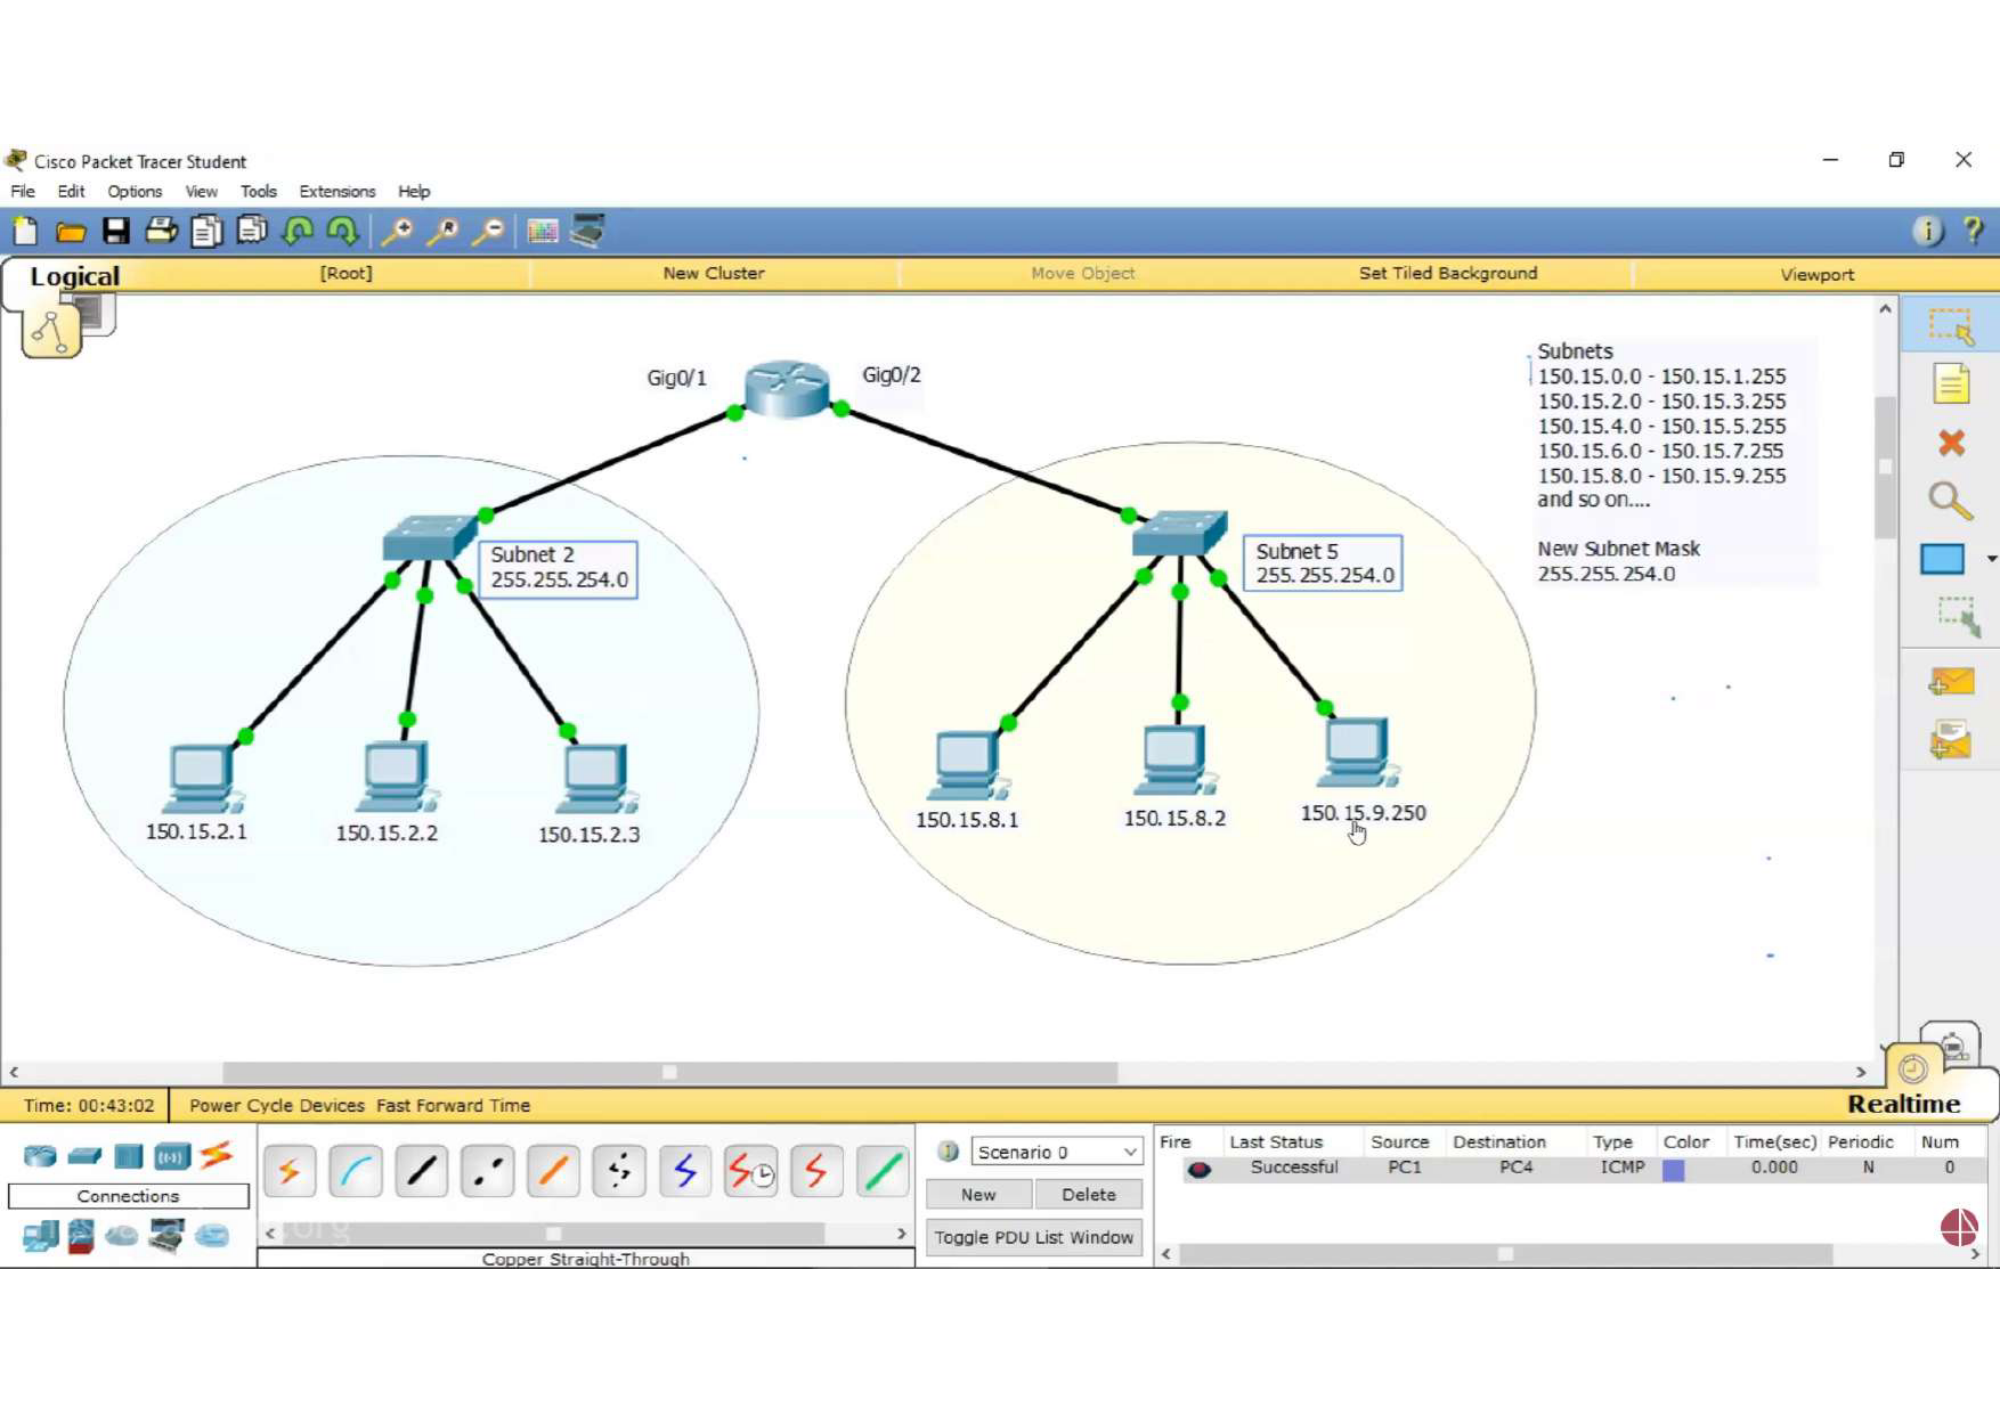 Cisco Packet Tracer Student
File Edit Options View Tools Extensions Help
Logical [Root] New Cluster Move Object Set Tiled Background Viewport
Gig0/1
Gig0/2
Subnets
150.15.0.0 - 150.15.1.255
150.15.2.0 - 150.15.3.255
150.15.4.0 - 150.15.5.255
150.15.6.0 - 150.15.7.255
150.15.8.0 - 150.15.9.255
and so on....
New Subnet Mask
255.255.254.0
Subnet 2
255.255.254.0
Subnet 5
255.255.254.0
150.15.2.1
150.15.2.2
150.15.2.3
150.15.8.1
150.15.8.2
150.15.9.250
Time: 00:43:02 Power Cycle Devices Fast Forward Time
Realtime
Connections
Copper Straight-Through
Scenario 0
New Delete
Toggle PDU List Window
Fire Last Status Source Destination Type Color Time(sec) Periodic Num
Successful PC1 PC4 ICMP 0.000 N 0